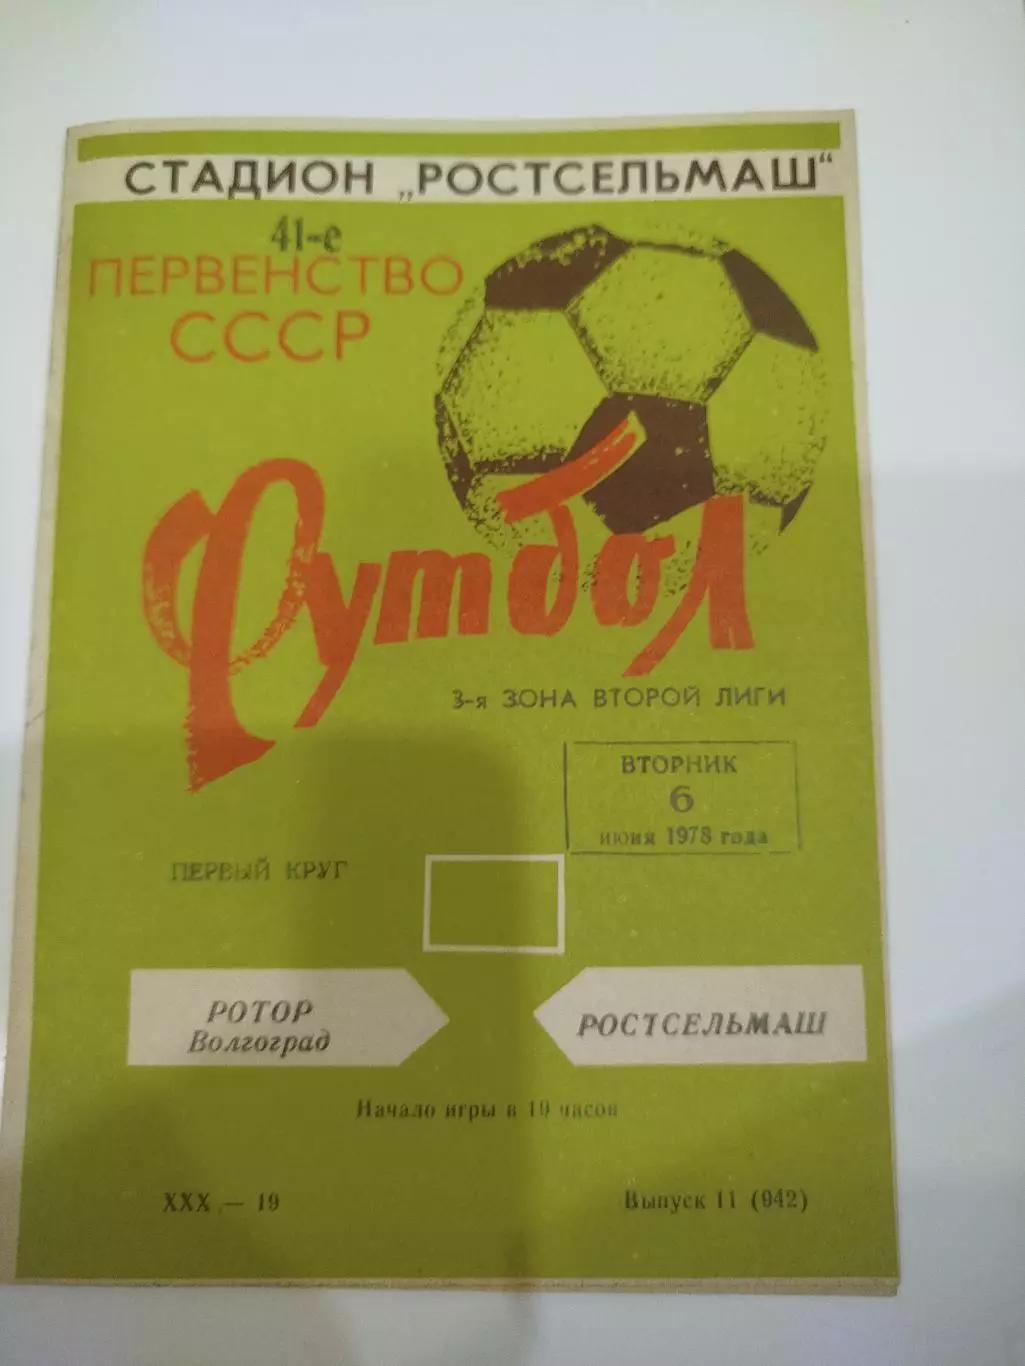 СТАДИОН „РОСТСЕЛЬМАШ“
41-е
ПЕРВЕНСТВО
СССР
Футбол
3-я ЗОНА ВТОРОЙ ЛИГИ
ВТОРНИК
6
июня 1978 года
ПЕРВЫЙ КРУГ
РОТОР
Волгоград
РОСТСЕЛЬМАШ
Начало игры в 19 часов
XXX — 19
Выпуск 11 (942)